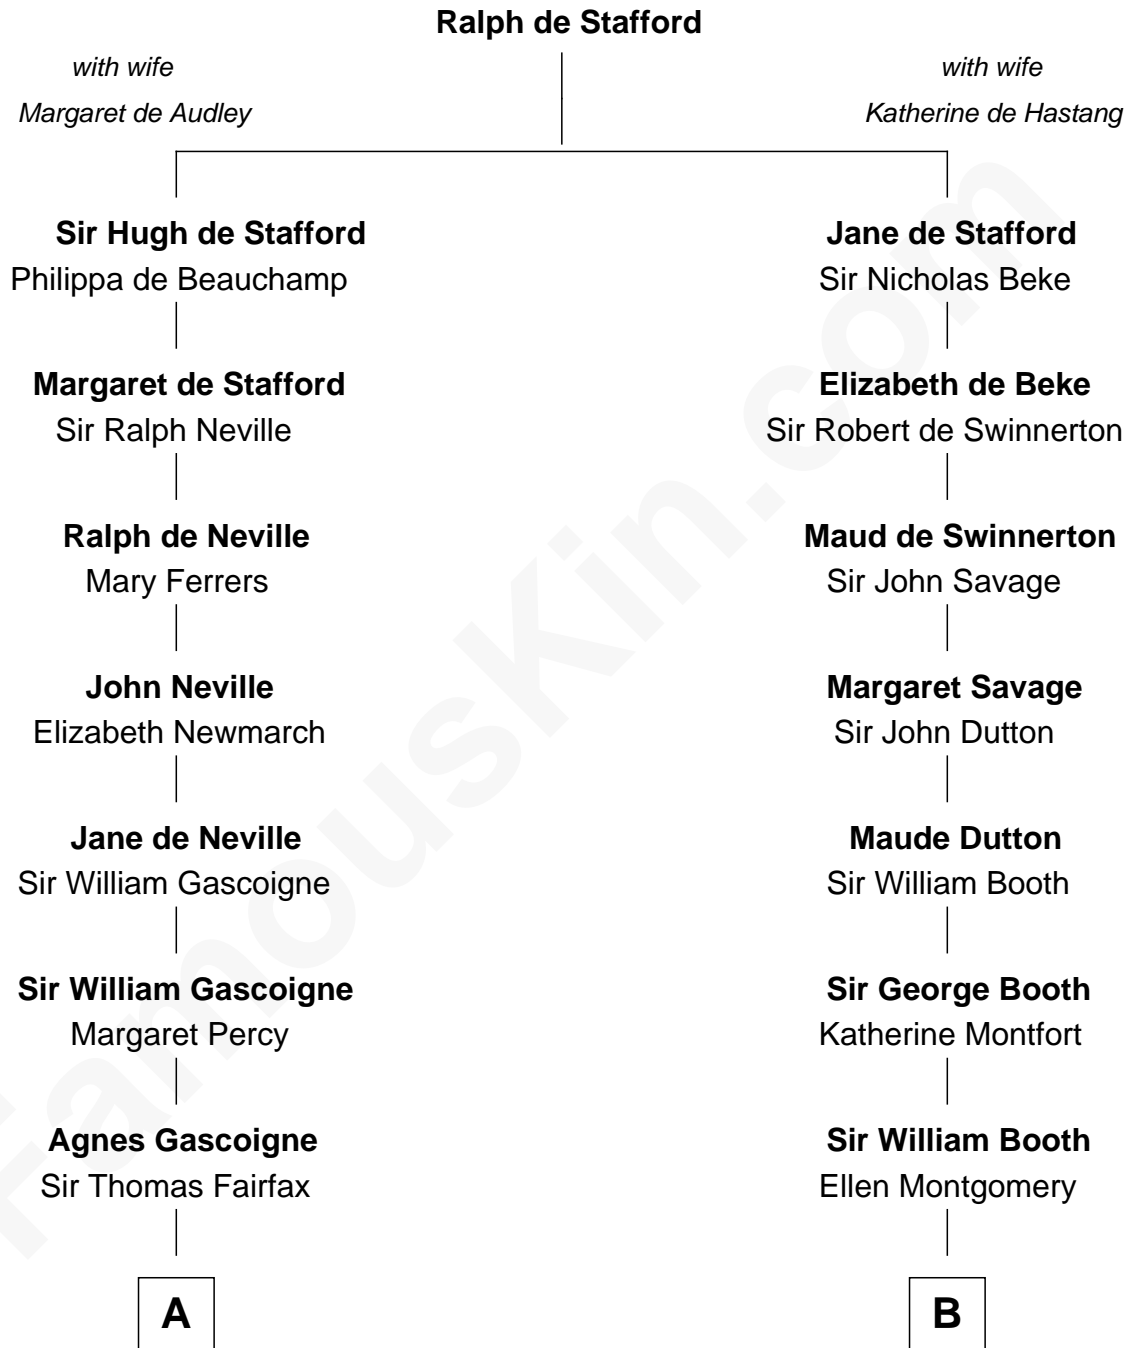 Ralph de Stafford
with wife
Margaret de Audley
with wife
Katherine de Hastang
Sir Hugh de Stafford
Philippa de Beauchamp
Jane de Stafford
Sir Nicholas Beke
Margaret de Stafford
Sir Ralph Neville
Elizabeth de Beke
Sir Robert de Swinnerton
Ralph de Neville
Mary Ferrers
Maud de Swinnerton
Sir John Savage
John Neville
Elizabeth Newmarch
Margaret Savage
Sir John Dutton
Jane de Neville
Sir William Gascoigne
Maude Dutton
Sir William Booth
Sir William Gascoigne
Margaret Percy
Sir George Booth
Katherine Montfort
Agnes Gascoigne
Sir Thomas Fairfax
Sir William Booth
Ellen Montgomery
A
B
FamousKin.com